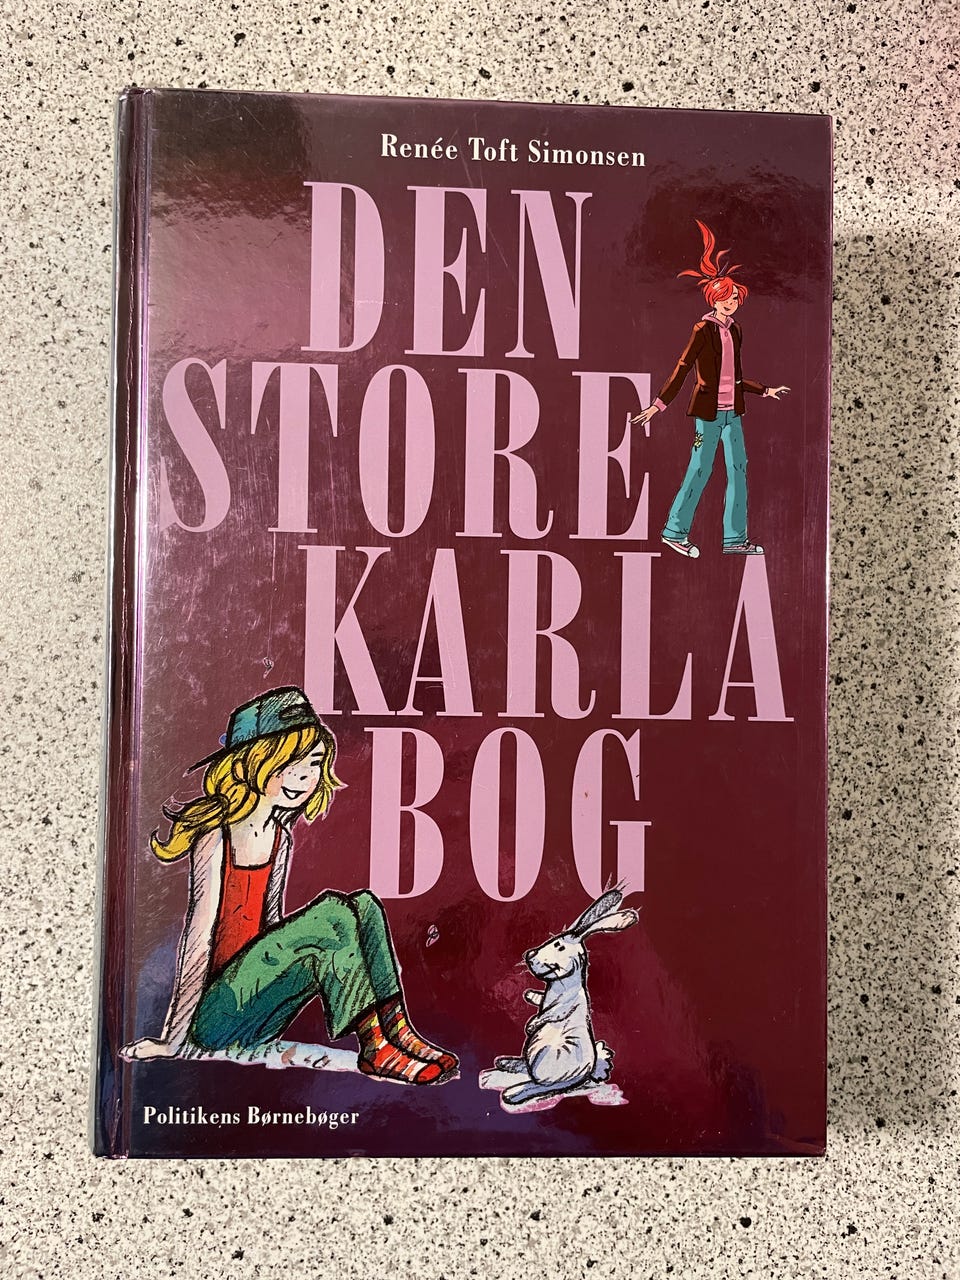 Renée Toft Simonsen
DEN
STORE
KARLA
BOG
Politikens Børnebøger